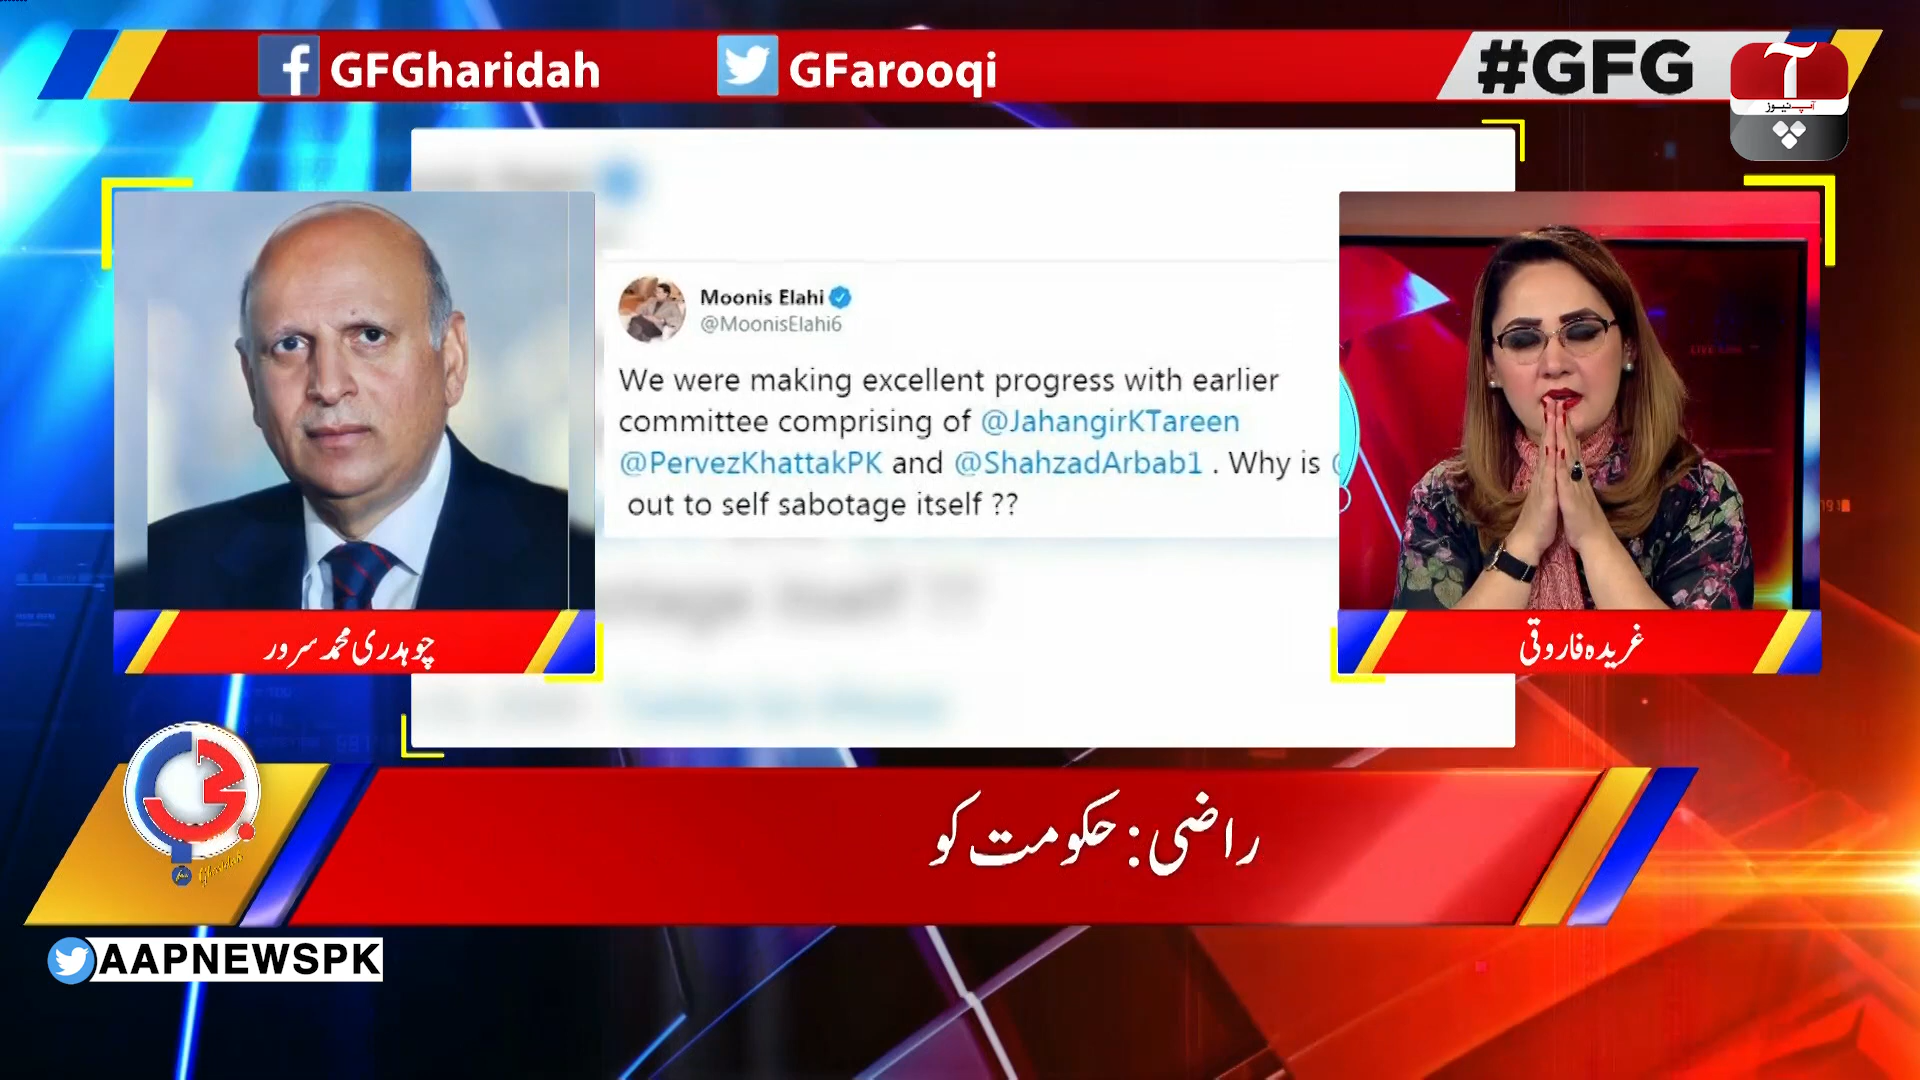 GFGharidah
GFarooqi
#GFG
آپ نیوز
Moonis Elahi
@MoonisElahi6
We were making excellent progress with earlier
committee comprising of @JahangirKTareen
@PervezKhattakPK and @ShahzadArbab1 . Why is
out to self sabotage itself ??
چوہدری محمد سرور
غریدہ فاروقی
راضی : حکومت کو
AAPNEWSPK